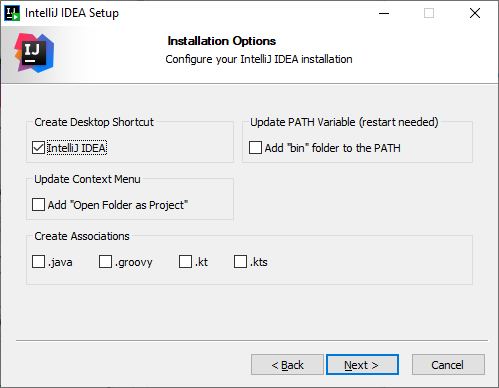 IntelliJ IDEA Setup
IJ
Installation Options
Configure your IntelliJ IDEA installation
Create Desktop Shortcut
IntelliJ IDEA
Update PATH Variable (restart needed)
Add "bin" folder to the PATH
Update Context Menu
Add "Open Folder as Project"
Create Associations
.java .groovy .kt .kts
< Back Next > Cancel